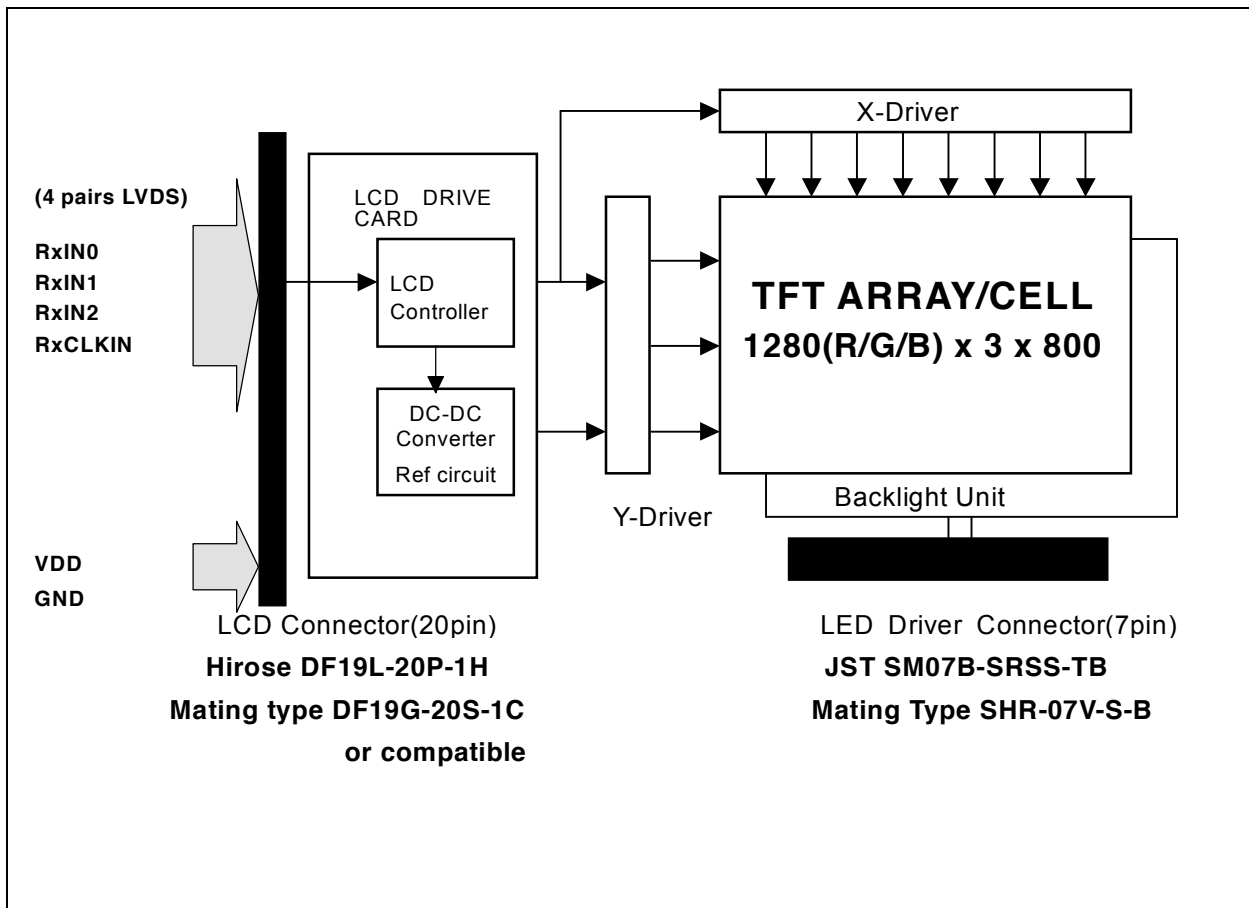 X-Driver
(4 pairs LVDS)
RxIN0
RxIN1
RxIN2
RxCLKIN
LCD DRIVE
CARD
LCD
Controller
DC-DC
Converter
Ref circuit
TFT ARRAY/CELL
1280(R/G/B) x 3 x 800
Backlight Unit
Y-Driver
VDD
GND
LCD Connector(20pin)
Hirose DF19L-20P-1H
Mating type DF19G-20S-1C
or compatible
LED Driver Connector(7pin)
JST SM07B-SRSS-TB
Mating Type SHR-07V-S-B